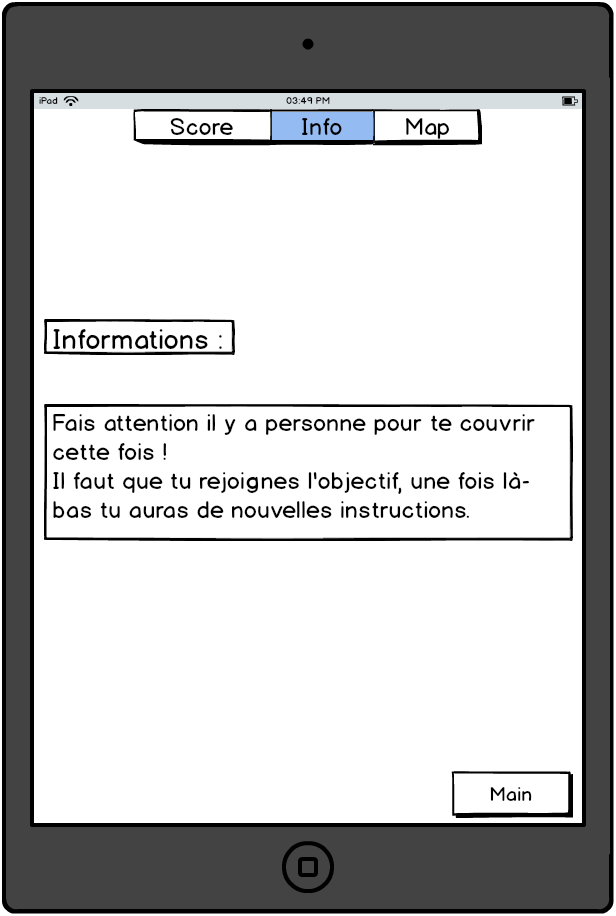 iPad 03:49 PM
Score Info Map
Informations :
Fais attention il y a personne pour te couvrir
cette fois !
Il faut que tu rejoignes l'objectif, une fois là-
bas tu auras de nouvelles instructions.
Main